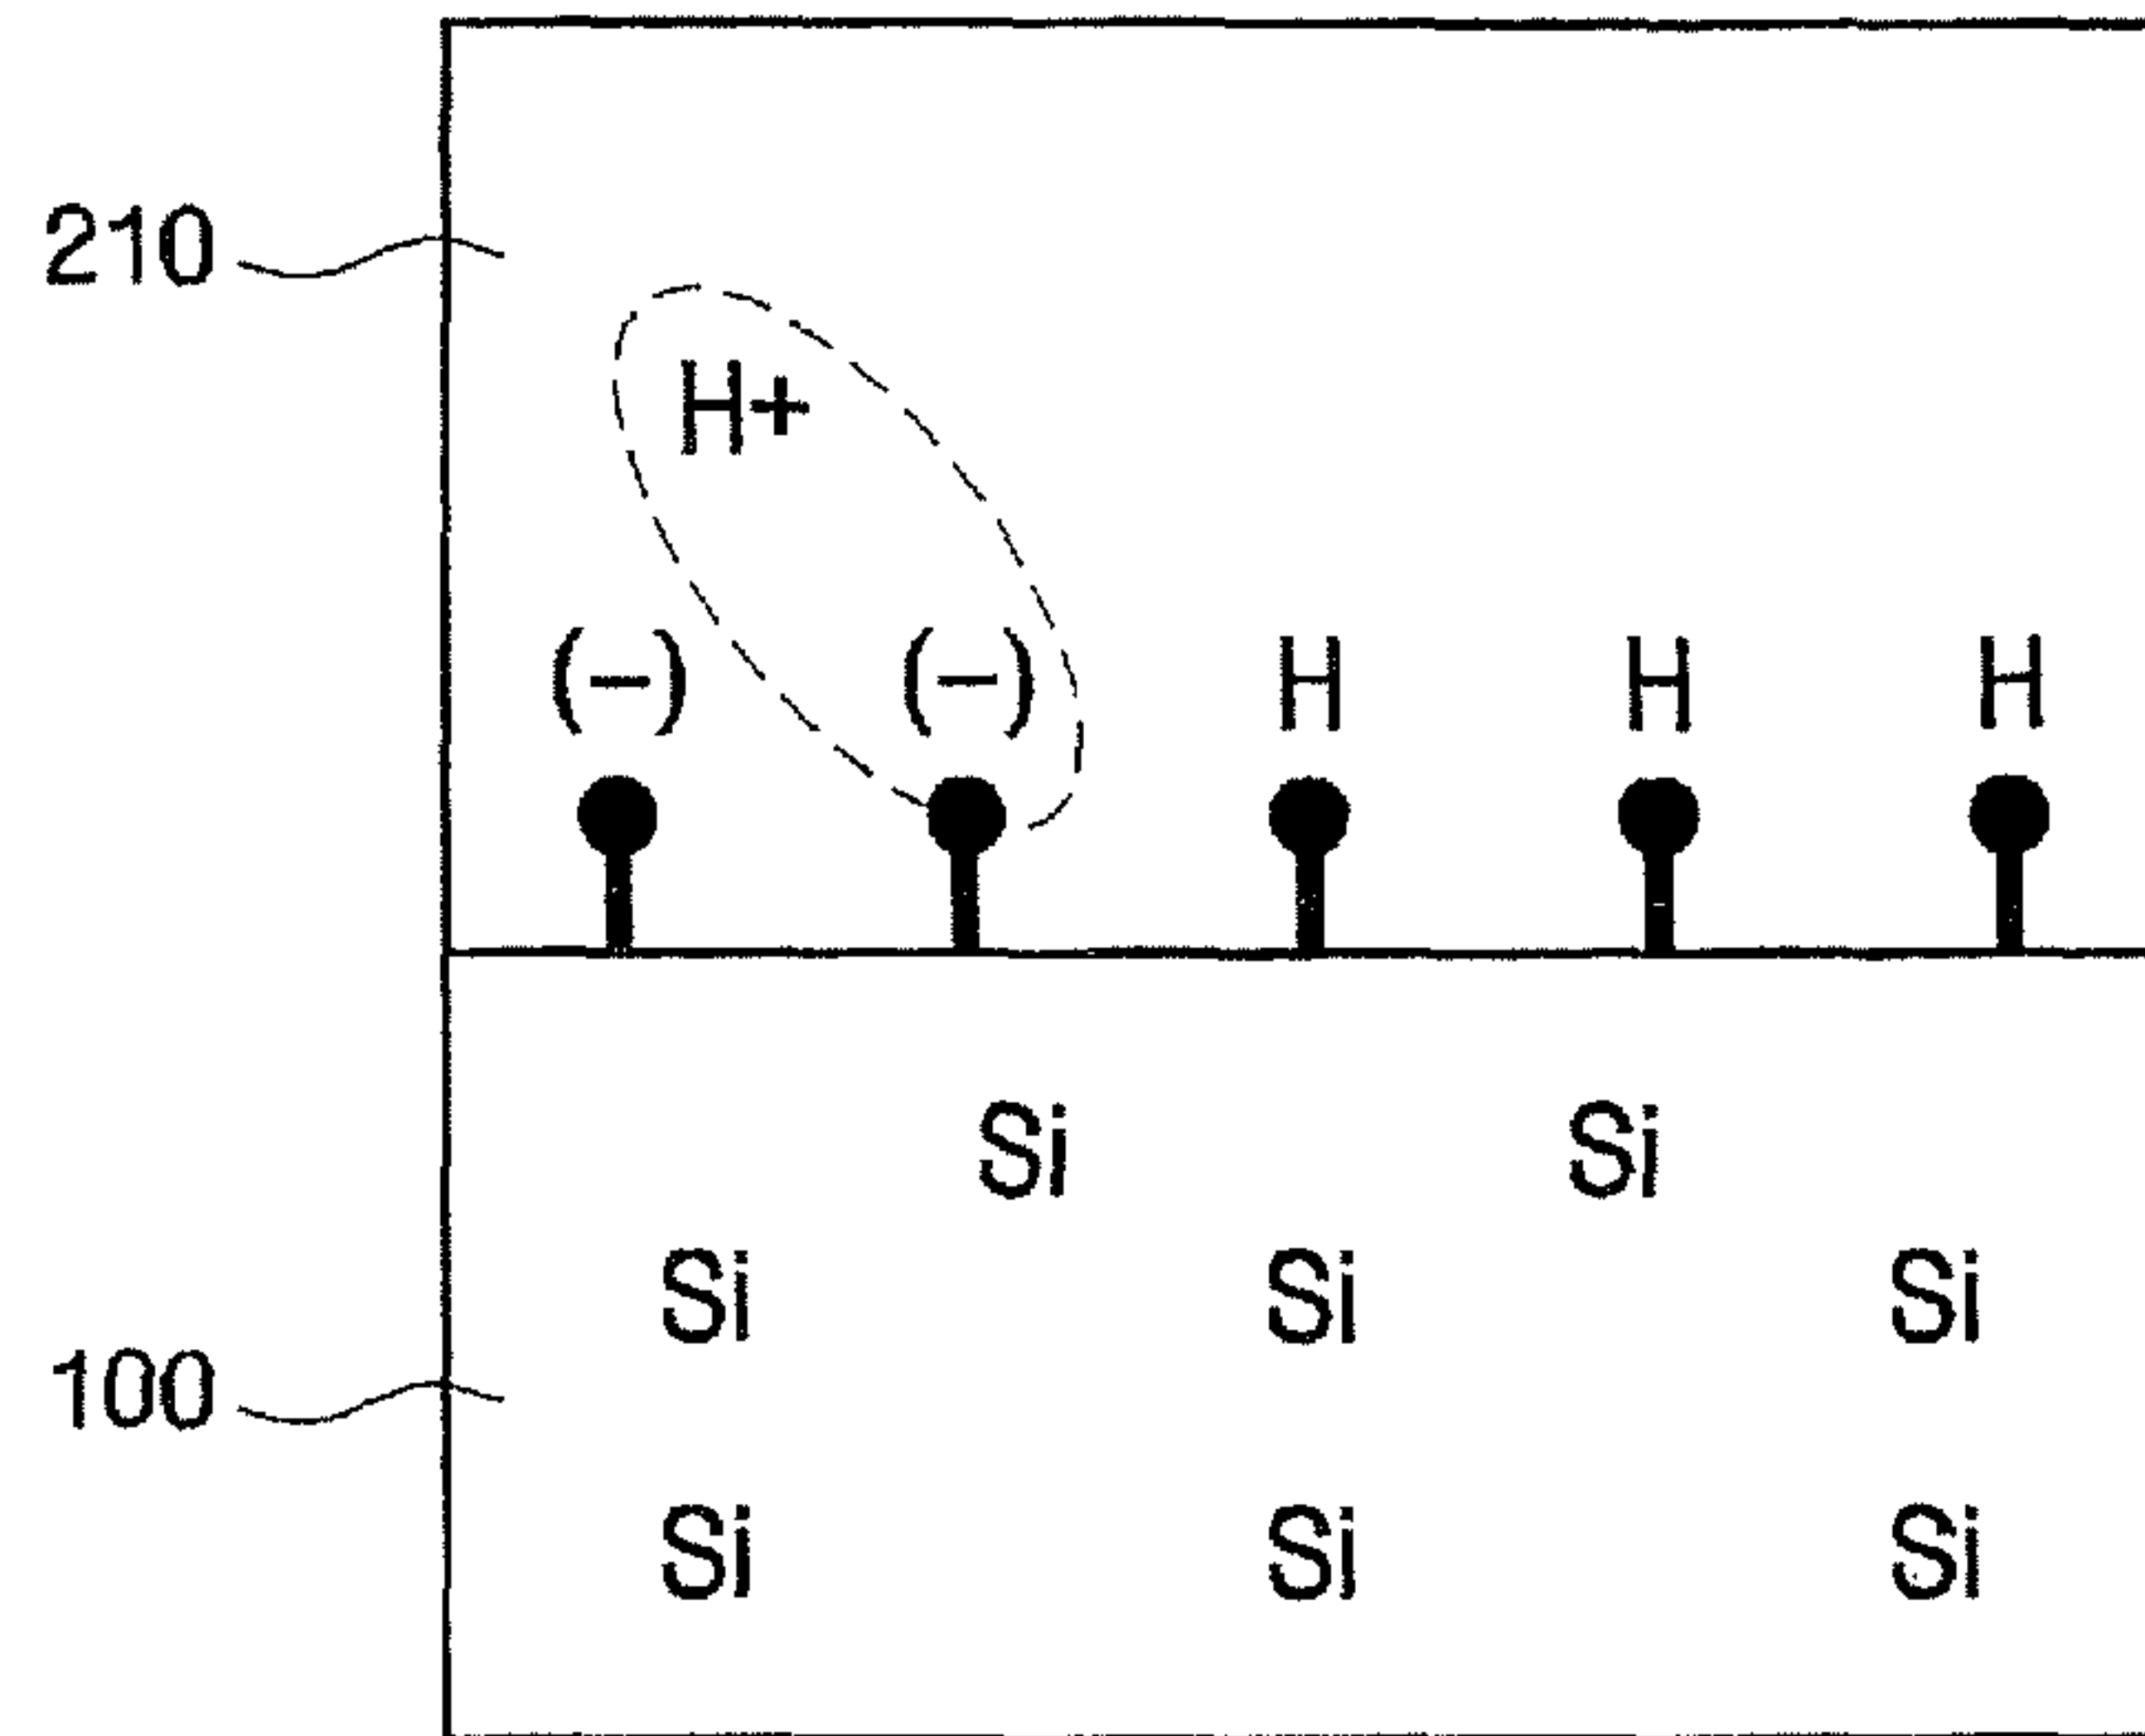 210
H+
(-) (-) H H H
Si Si
Si Si Si
100
Si Si Si